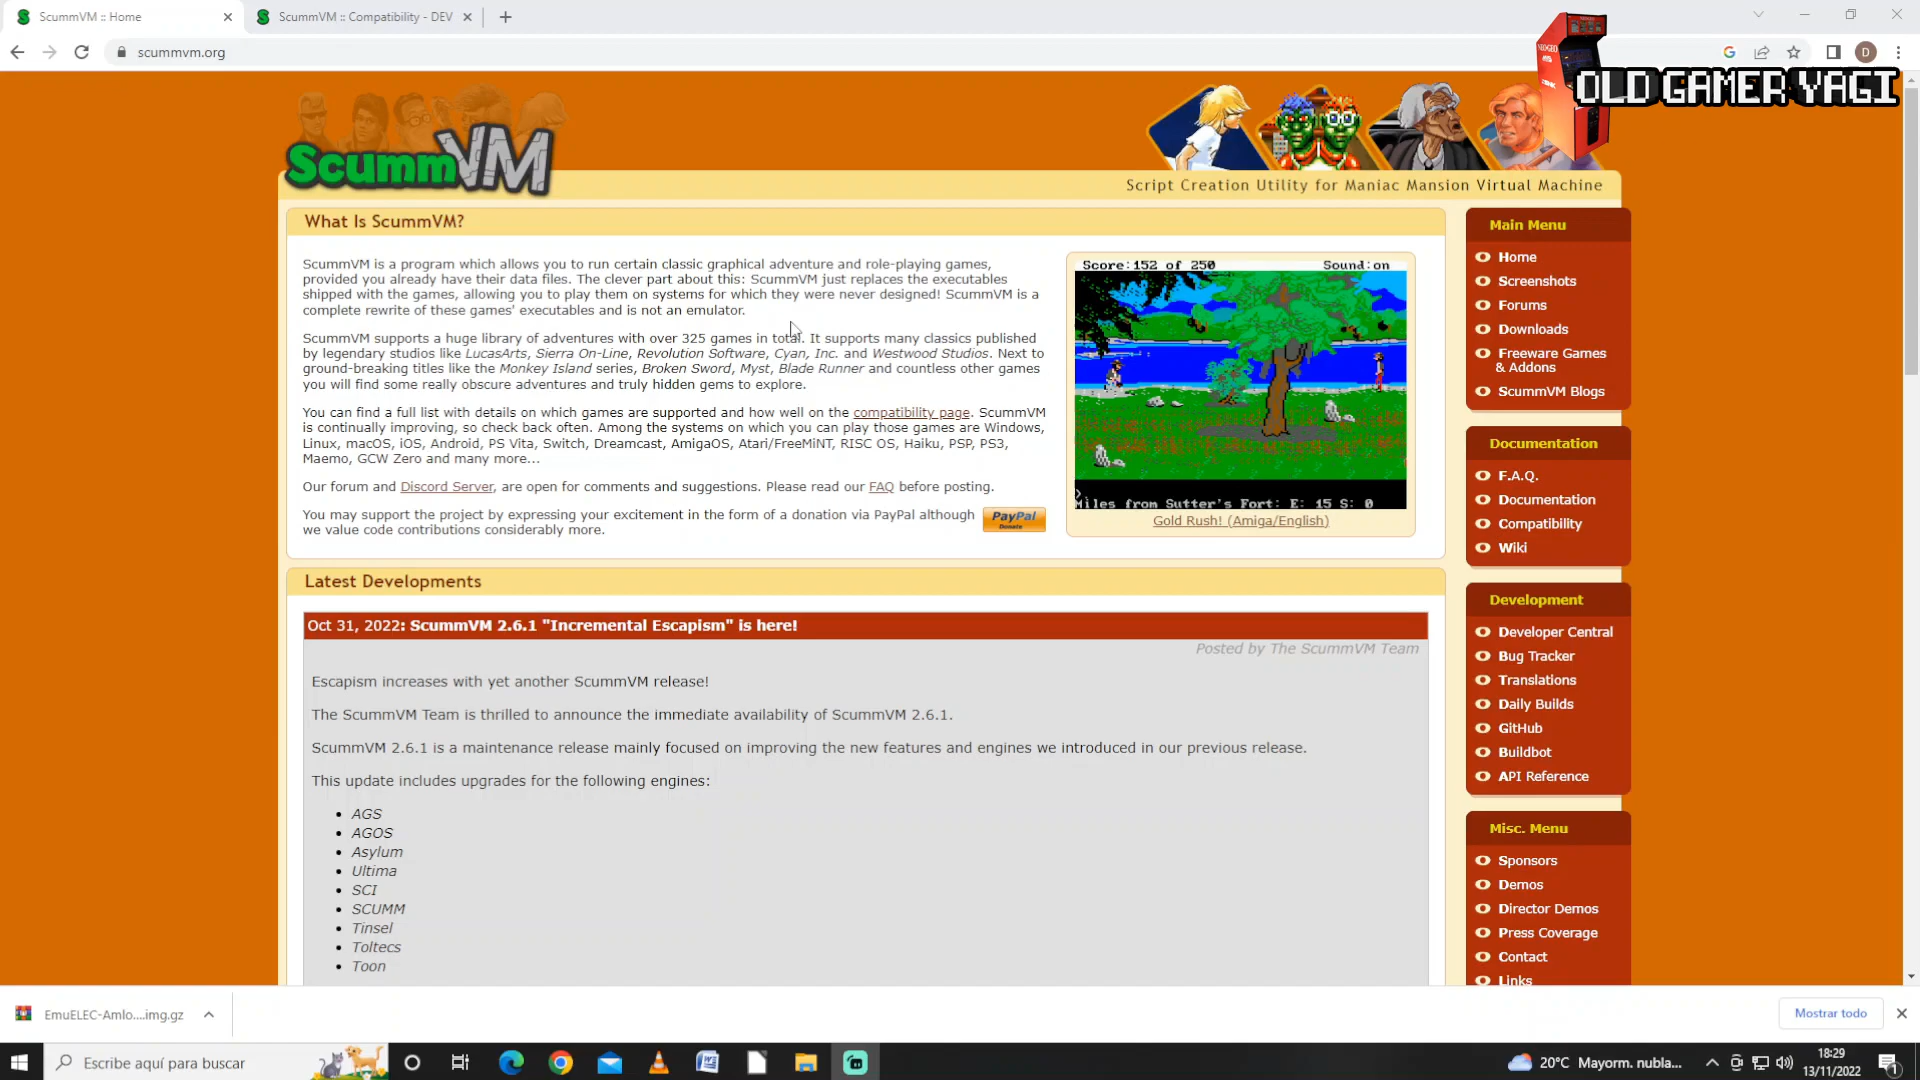 ScummVM :: Home
ScummVM :: Compatibility - DEV
scummvm.org
D
OLD GAMER YAGI
ScummVM
Script Creation Utility for Maniac Mansion Virtual Machine
What Is ScummVM?
ScummVM is a program which allows you to run certain classic graphical adventure and role-playing games,
provided you already have their data files. The clever part about this: ScummVM just replaces the executables
shipped with the games, allowing you to play them on systems for which they were never designed! ScummVM is a
complete rewrite of these games' executables and is not an emulator.
ScummVM supports a huge library of adventures with over 325 games in total. It supports many classics published
by legendary studios like LucasArts, Sierra On-Line, Revolution Software, Cyan, Inc. and Westwood Studios. Next to
ground-breaking titles like the Monkey Island series, Broken Sword, Myst, Blade Runner and countless other games
you will find some really obscure adventures and truly hidden gems to explore.
You can find a full list with details on which games are supported and how well on the compatibility page. ScummVM
is continually improving, so check back often. Among the systems on which you can play those games are Windows,
Linux, macOS, iOS, Android, PS Vita, Switch, Dreamcast, AmigaOS, Atari/FreeMiNT, RISC OS, Haiku, PSP, PS3,
Maemo, GCW Zero and many more...
Our forum and Discord Server, are open for comments and suggestions. Please read our FAQ before posting.
You may support the project by expressing your excitement in the form of a donation via PayPal although
we value code contributions considerably more.
PayPal
Donate
Score:152 of 250 Sound:on
Miles from Sutter's Fort: E: 15 S: 0
Gold Rush! (Amiga/English)
Latest Developments
Oct 31, 2022: ScummVM 2.6.1 "Incremental Escapism" is here!
Posted by The ScummVM Team
Escapism increases with yet another ScummVM release!
The ScummVM Team is thrilled to announce the immediate availability of ScummVM 2.6.1.
ScummVM 2.6.1 is a maintenance release mainly focused on improving the new features and engines we introduced in our previous release.
This update includes upgrades for the following engines:
AGS
AGOS
Asylum
Ultima
SCI
SCUMM
Tinsel
Toltecs
Toon
Main Menu
Home
Screenshots
Forums
Downloads
Freeware Games
& Addons
ScummVM Blogs
Documentation
F.A.Q.
Documentation
Compatibility
Wiki
Development
Developer Central
Bug Tracker
Translations
Daily Builds
GitHub
Buildbot
API Reference
Misc. Menu
Sponsors
Demos
Director Demos
Press Coverage
Contact
Links
EmuELEC-Amlo....img.gz
Mostrar todo
Escribe aquí para buscar
20°C Mayorm. nubla...
18:29
13/11/2022
1